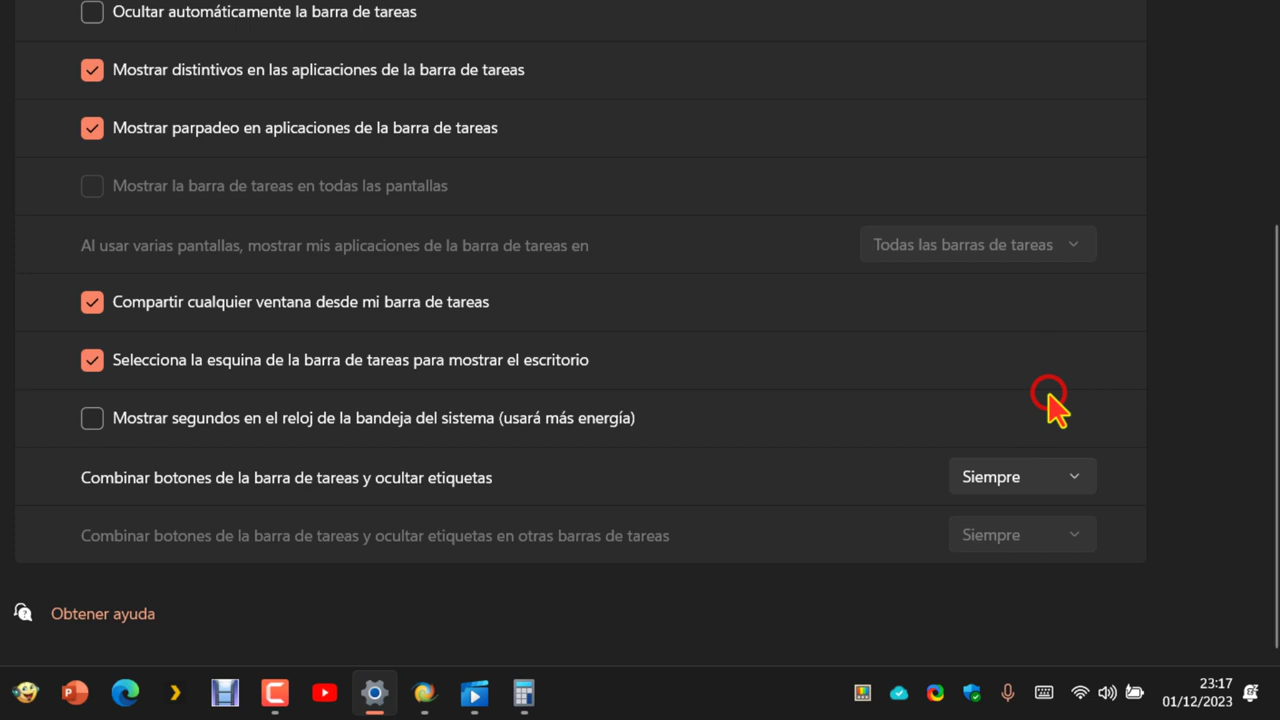 Ocultar automáticamente la barra de tareas
Mostrar distintivos en las aplicaciones de la barra de tareas
Mostrar parpadeo en aplicaciones de la barra de tareas
Mostrar la barra de tareas en todas las pantallas
Al usar varias pantallas, mostrar mis aplicaciones de la barra de tareas en
Todas las barras de tareas
Compartir cualquier ventana desde mi barra de tareas
Selecciona la esquina de la barra de tareas para mostrar el escritorio
Mostrar segundos en el reloj de la bandeja del sistema (usará más energía)
Combinar botones de la barra de tareas y ocultar etiquetas
Siempre
Combinar botones de la barra de tareas y ocultar etiquetas en otras barras de tareas
Siempre
Obtener ayuda
23:17
01/12/2023